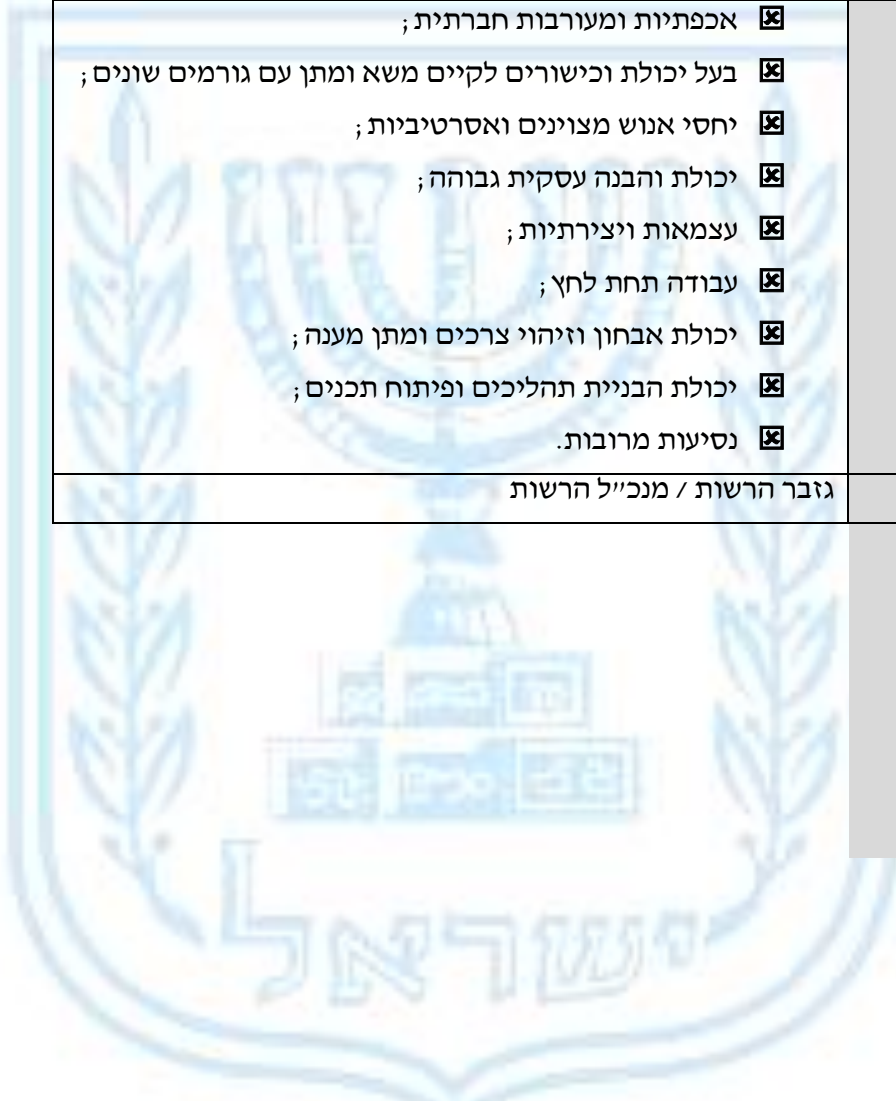 ☒ אכפתיות ומעורבות חברתית;
☒ בעל יכולת וכישורים לקיים משא ומתן עם גורמים שונים;
☒ יחסי אנוש מצוינים ואסרטיביות;
☒ יכולת והבנה עסקית גבוהה;
☒ עצמאות ויצירתיות;
☒ עבודה תחת לחץ;
☒ יכולת אבחון וזיהוי צרכים ומתן מענה;
☒ יכולת הבניית תהליכים ופיתוח תכנים;
☒ נסיעות מרובות.
גזבר הרשות / מנכ״ל הרשות
ישראל